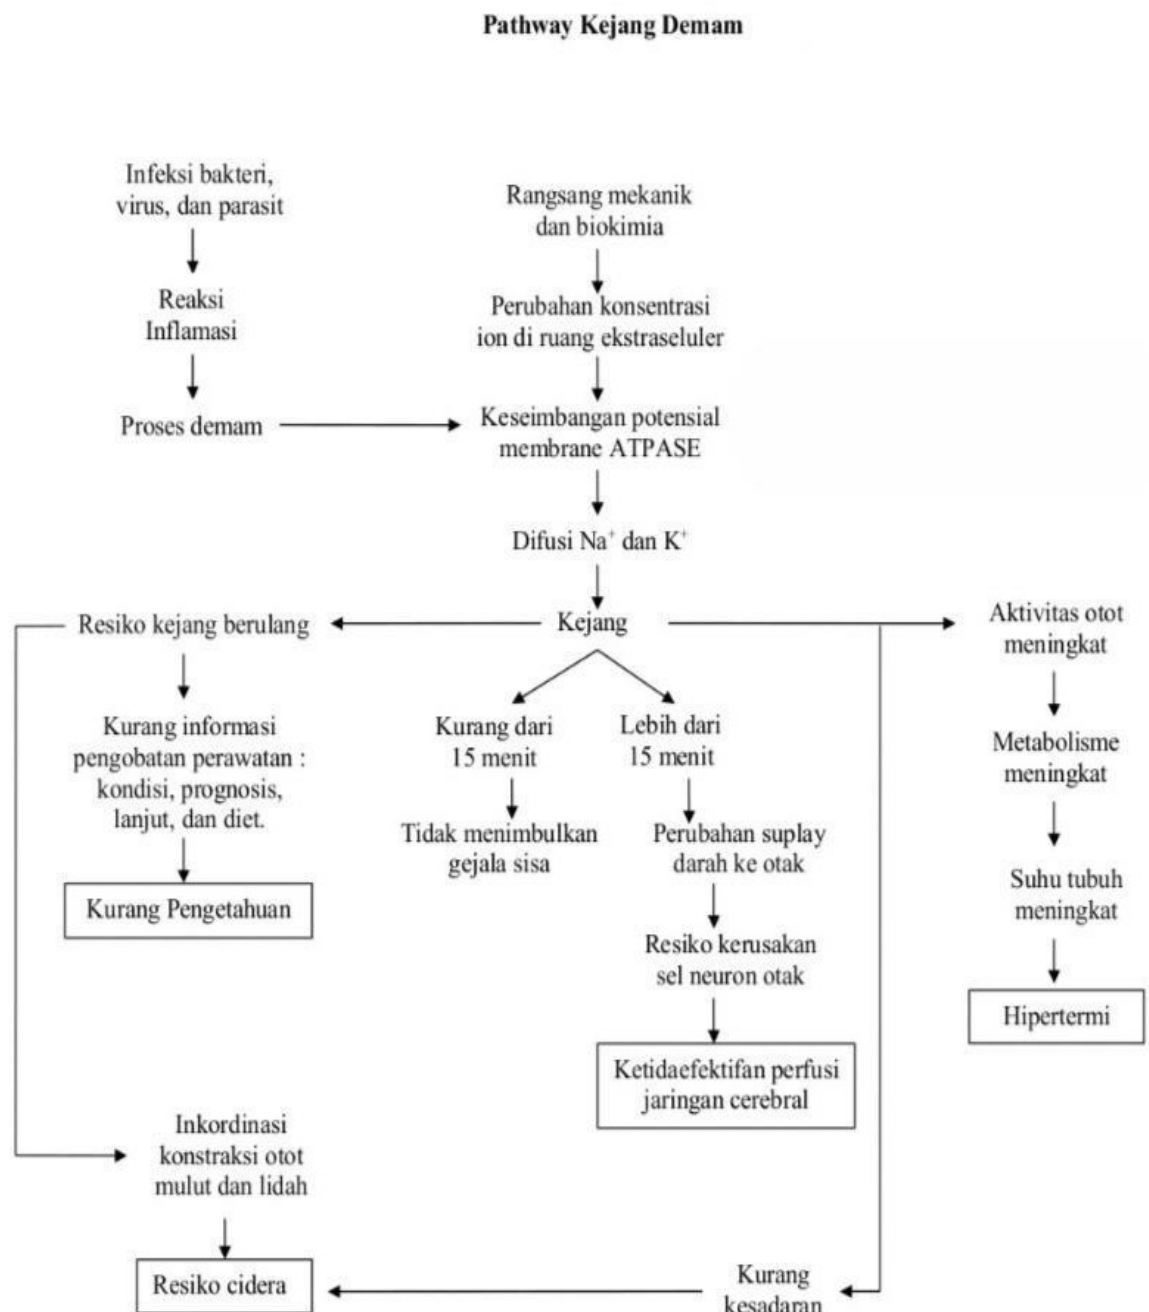 Pathway Kejang Demam
Infeksi bakteri,
virus, dan parasit
Rangsang mekanik
dan biokimia
Reaksi
Inflamasi
Perubahan konsentrasi
ion di ruang ekstraseluler
Proses demam
Keseimbangan potensial
membrane ATPASE
Difusi Na⁺ dan K⁺
Resiko kejang berulang
Kejang
Aktivitas otot
meningkat
Kurang informasi
pengobatan perawatan :
kondisi, prognosis,
lanjut, dan diet.
Kurang dari
15 menit
Lebih dari
15 menit
Metabolisme
meningkat
Tidak menimbulkan
gejala sisa
Perubahan suplay
darah ke otak
Suhu tubuh
meningkat
Kurang Pengetahuan
Resiko kerusakan
sel neuron otak
Hipertermi
Ketidaefektifan perfusi
jaringan cerebral
Inkordinasi
konstraksi otot
mulut dan lidah
Resiko cidera
Kurang
kesadaran